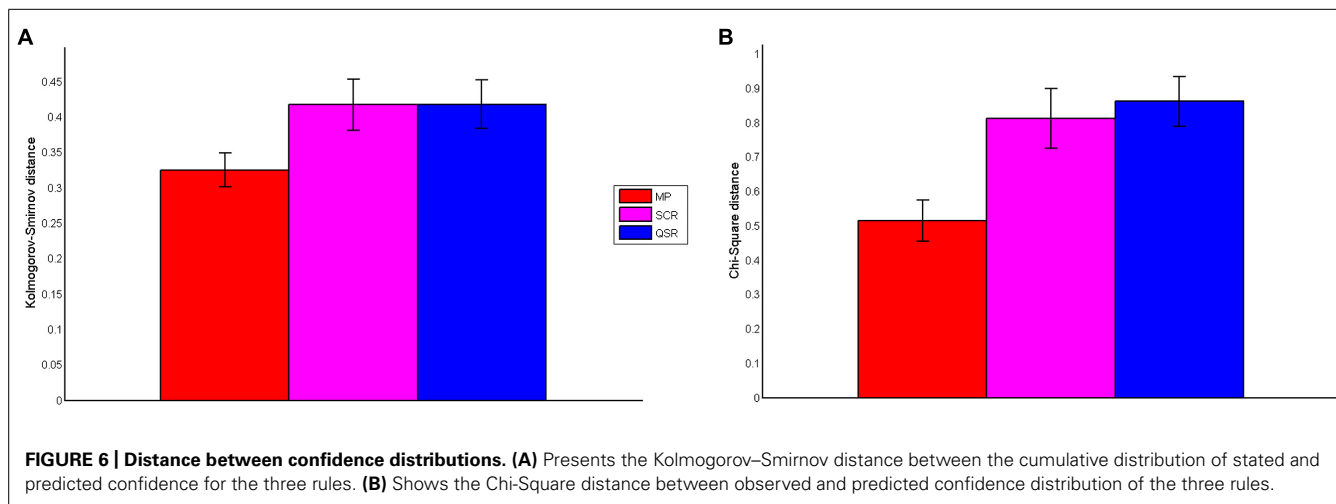 A
Kolmogorov-Smirnov distance
0.45
0.4
0.35
0.3
0.25
0.2
0.15
0.1
0.05
0
MP
SCR
QSR
B
Chi-Square distance
1
0.9
0.8
0.7
0.6
0.5
0.4
0.3
0.2
0.1
0
FIGURE 6 | Distance between confidence distributions. (A) Presents the Kolmogorov–Smirnov distance between the cumulative distribution of stated and
predicted confidence for the three rules. (B) Shows the Chi-Square distance between observed and predicted confidence distribution of the three rules.